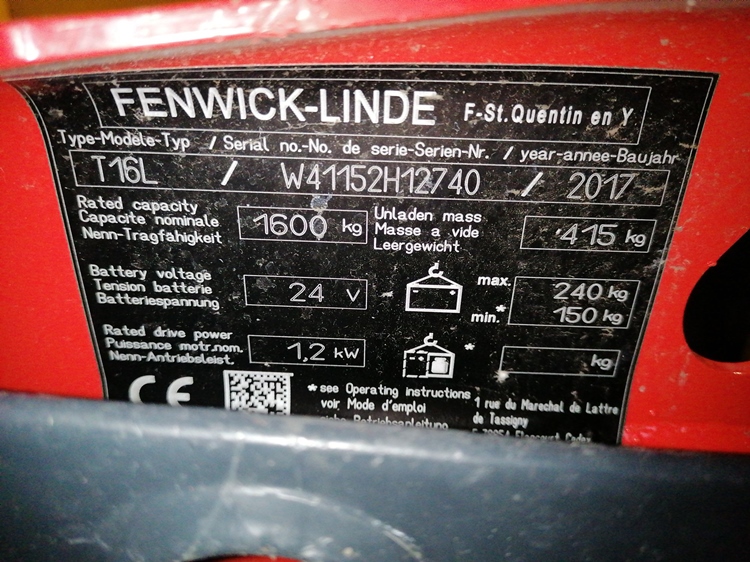 FENWICK-LINDE F-St.Quentin en Y
Type-Modele-Typ / Serial no.-No. de serie-Serien-Nr. / year-annee-Baujahr
T16L / W41152H12740 / 2017
Rated capacity
Capacite nominale
Nenn-Tragfähigkeit
1600 kg
Unladen mass
Masse a vide
Leergewicht
415 kg
Battery voltage
Tension batterie
Batteriespannung
24 V
max. 240 kg
min.* 150 kg
Rated drive power
Puissance motr.nom.
Nenn-Antriebsleist.
1,2 kW
* kg
CE
* see Operating instructions
voir Mode d'emploi
1 rue du Marechal de Lattre
de Tassigny